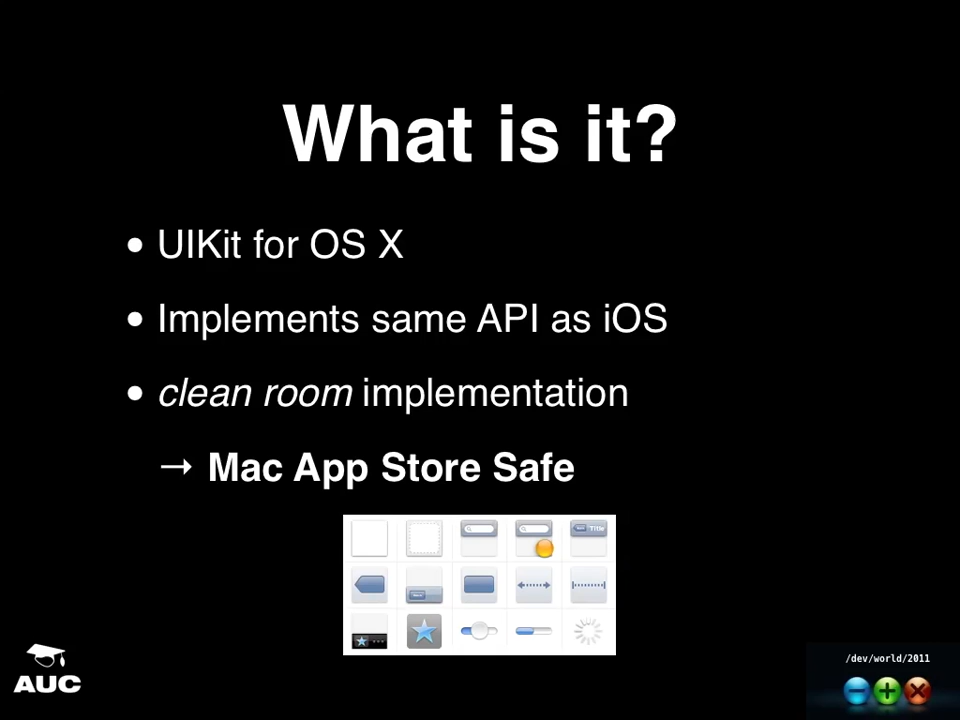 What is it?
• UIKit for OS X
• Implements same API as iOS
• clean room implementation
→ Mac App Store Safe
Title
AUC
/dev/world/2011